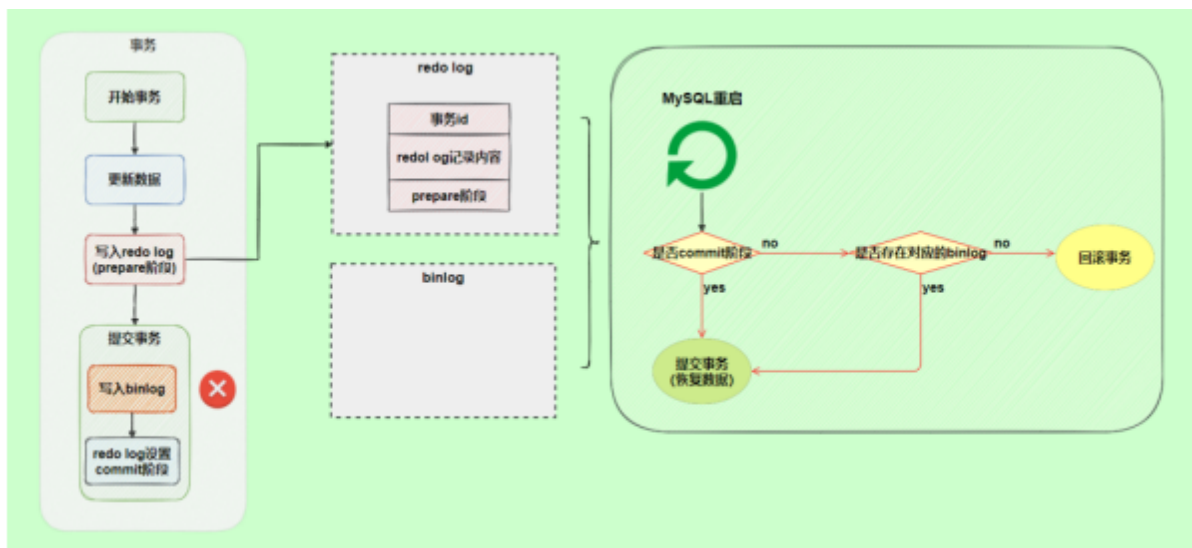 事务
开始事务
更新数据
写入redo log
(prepare阶段)
提交事务
写入binlog
redo log设置
commit阶段
redo log
事务id
redol og记录内容
prepare阶段
binlog
MySQL重启
是否commit阶段
no
是否存在对应的binlog
no
回滚事务
yes
yes
提交事务
(恢复数据)